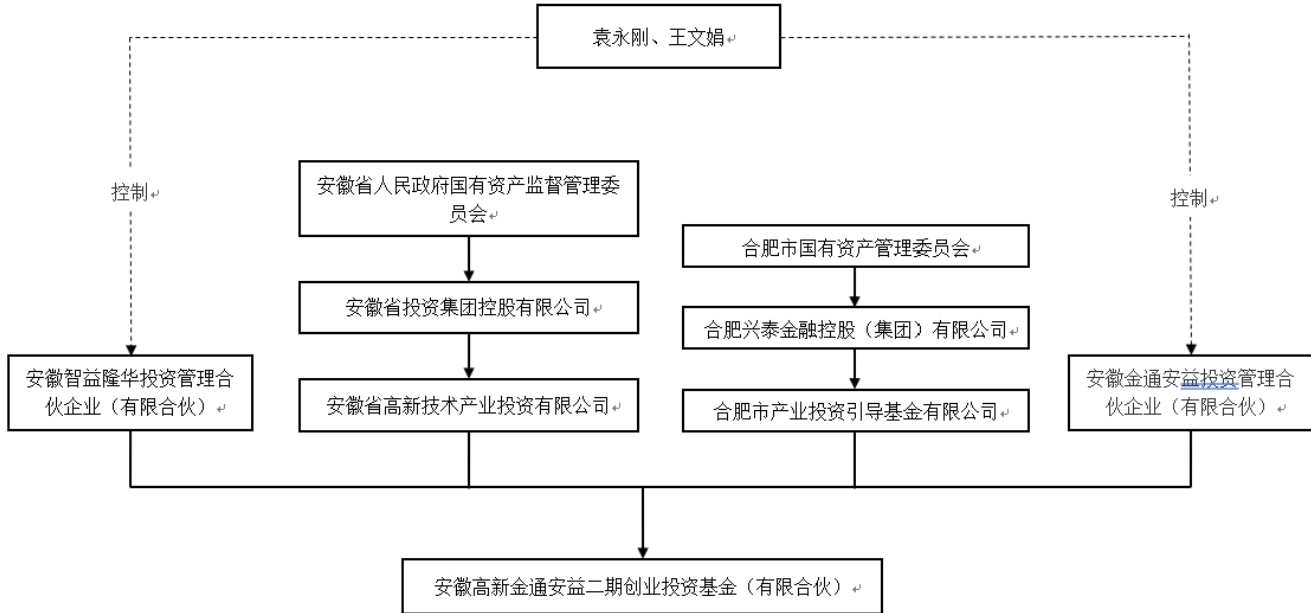 袁永刚、王文娟
控制
控制
安徽省人民政府国有资产监督管理委
员会
合肥市国有资产管理委员会
安徽省投资集团控股有限公司
合肥兴泰金融控股（集团）有限公司
安徽智益隆华投资管理合
伙企业（有限合伙）
安徽省高新技术产业投资有限公司
合肥市产业投资引导基金有限公司
安徽金通安益投资管理合
伙企业（有限合伙）
安徽高新金通安益二期创业投资基金（有限合伙）